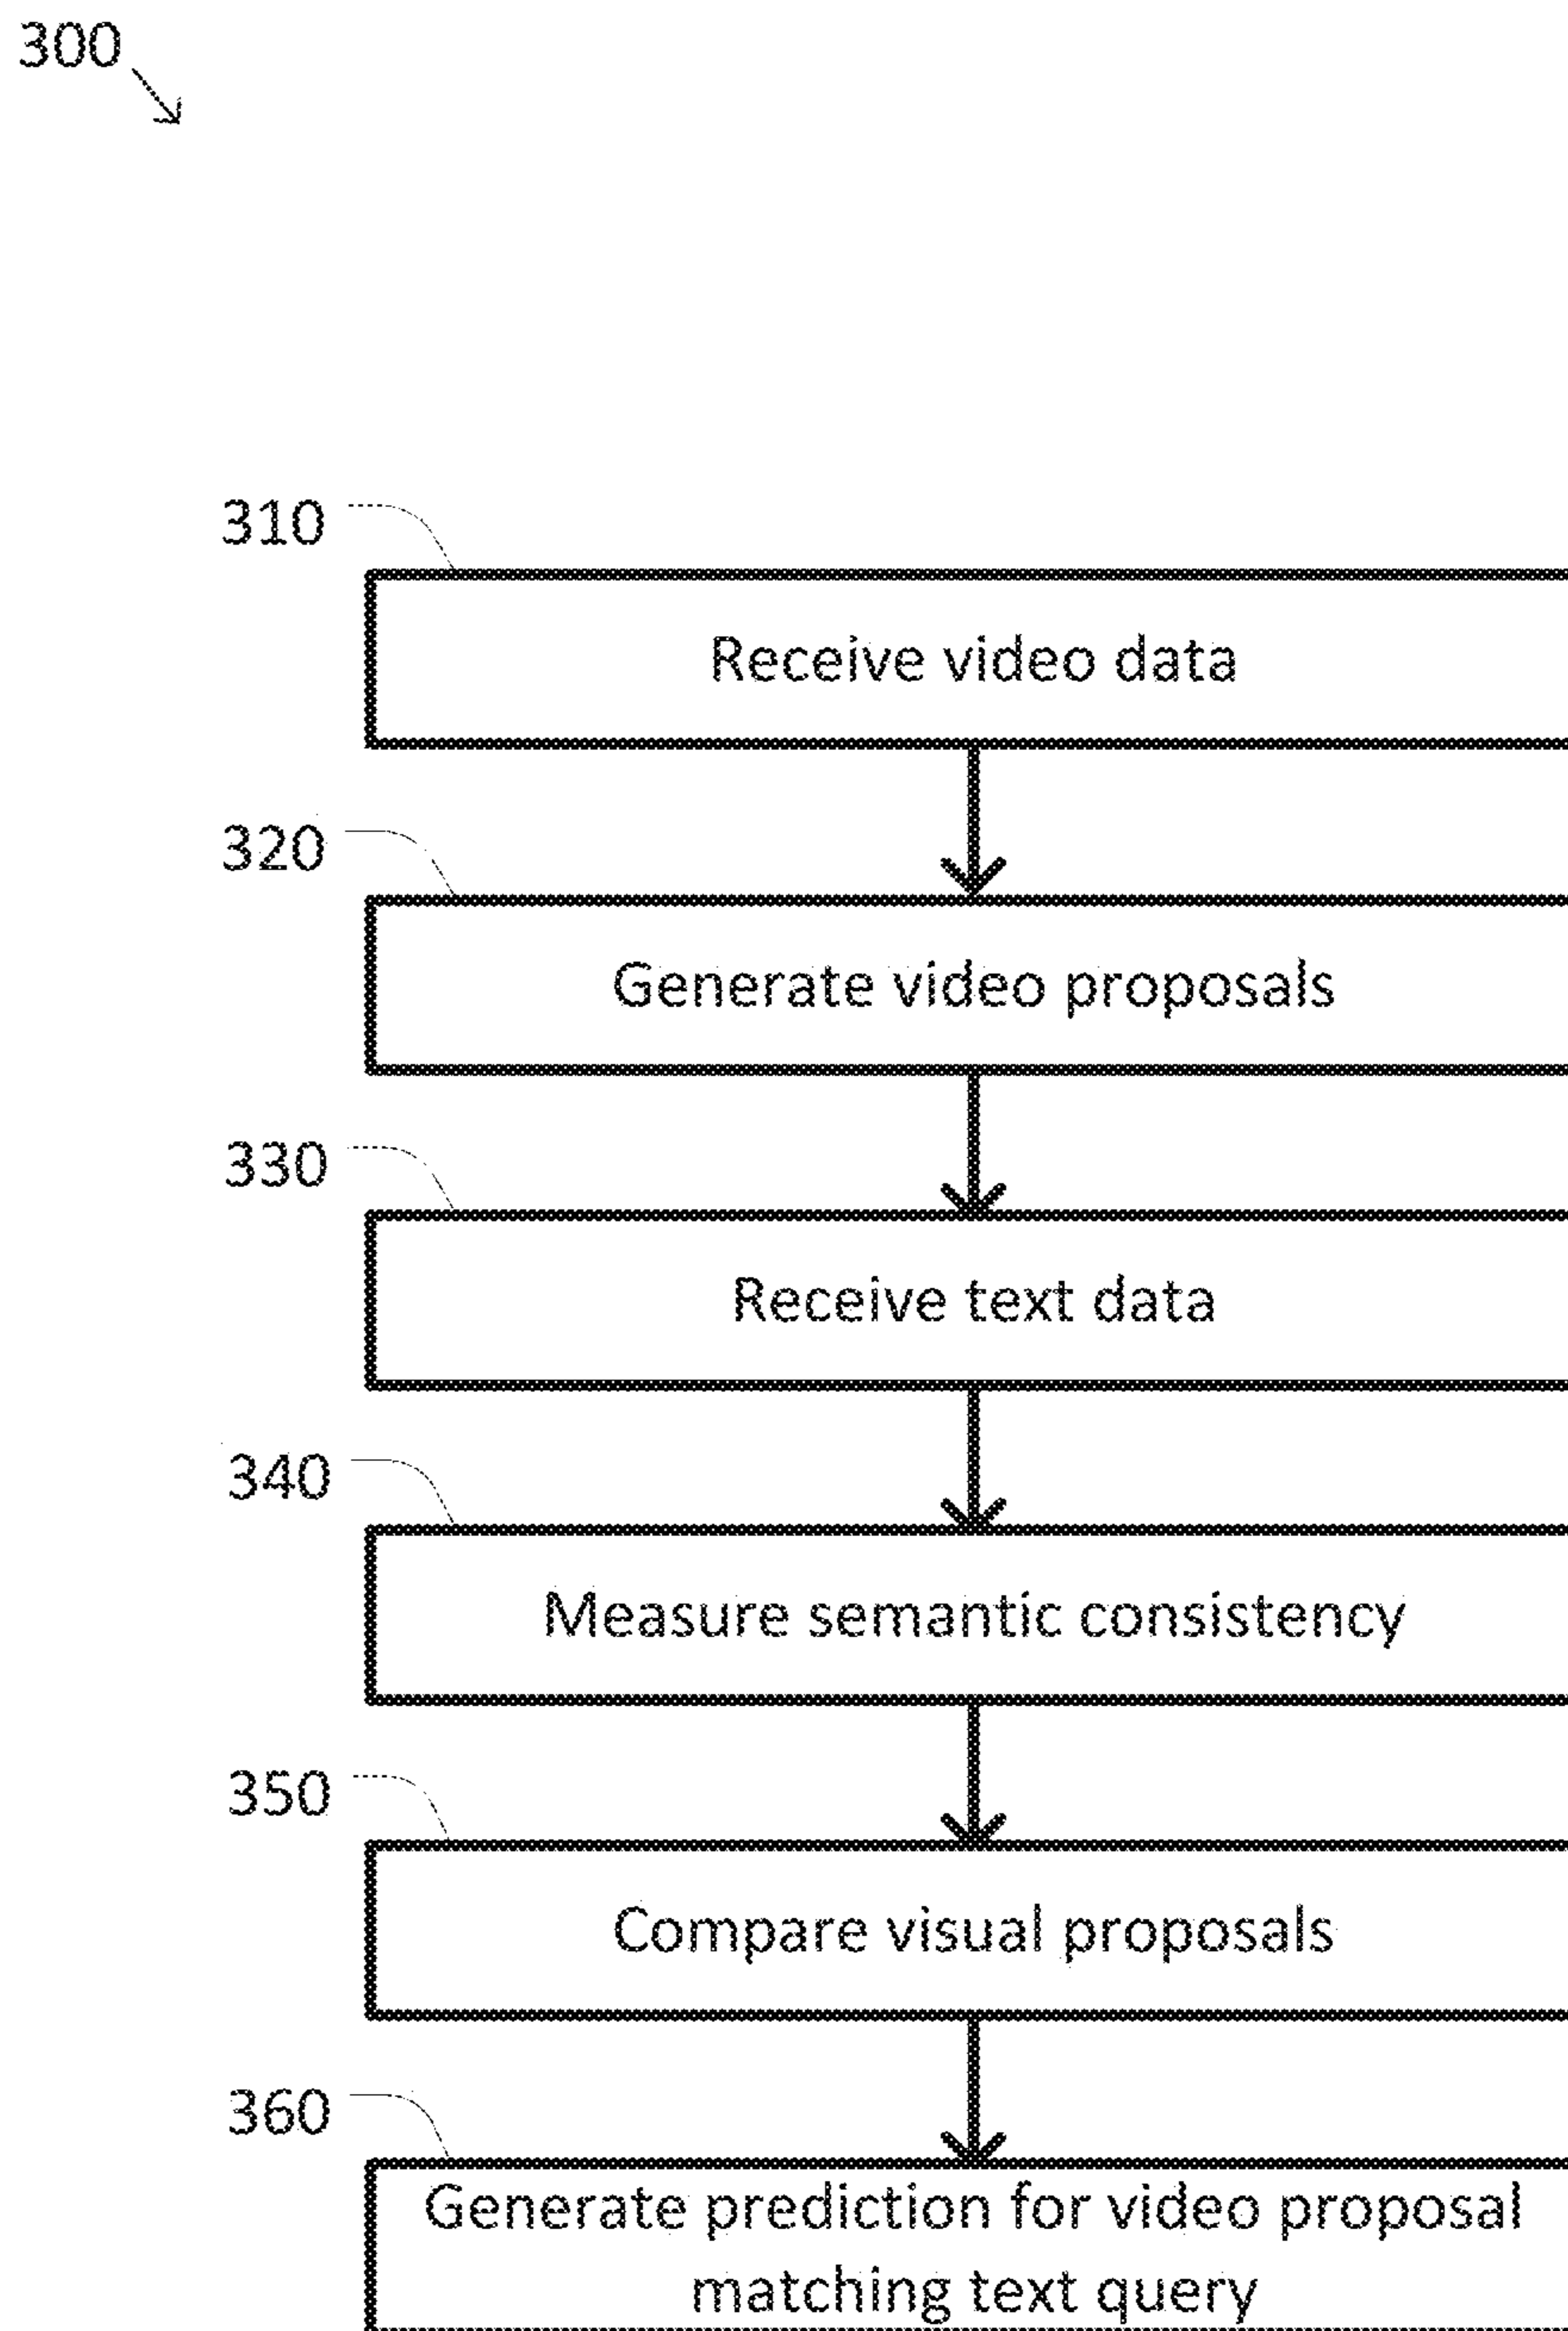 300
310
Receive video data
320
Generate video proposals
330
Receive text data
340
Measure semantic consistency
350
Compare visual proposals
360
Generate prediction for video proposal
matching text query